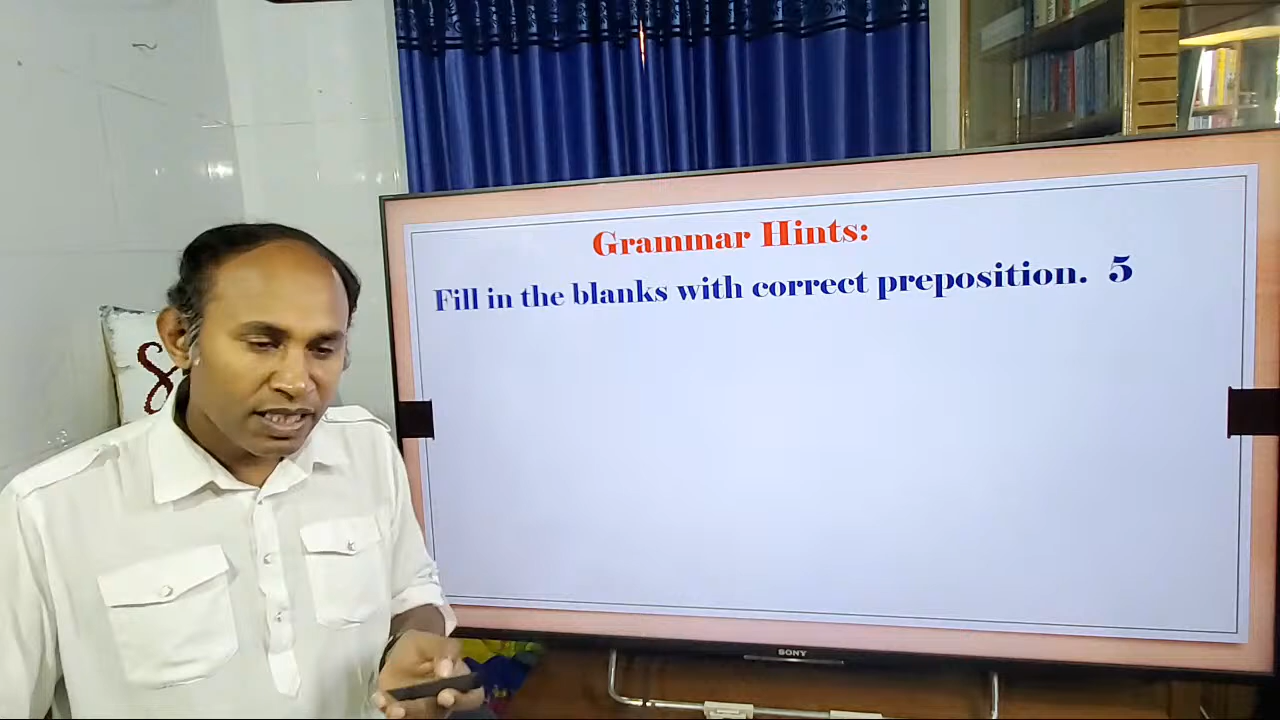 Grammar Hints:
Fill in the blanks with correct preposition. 5
SONY